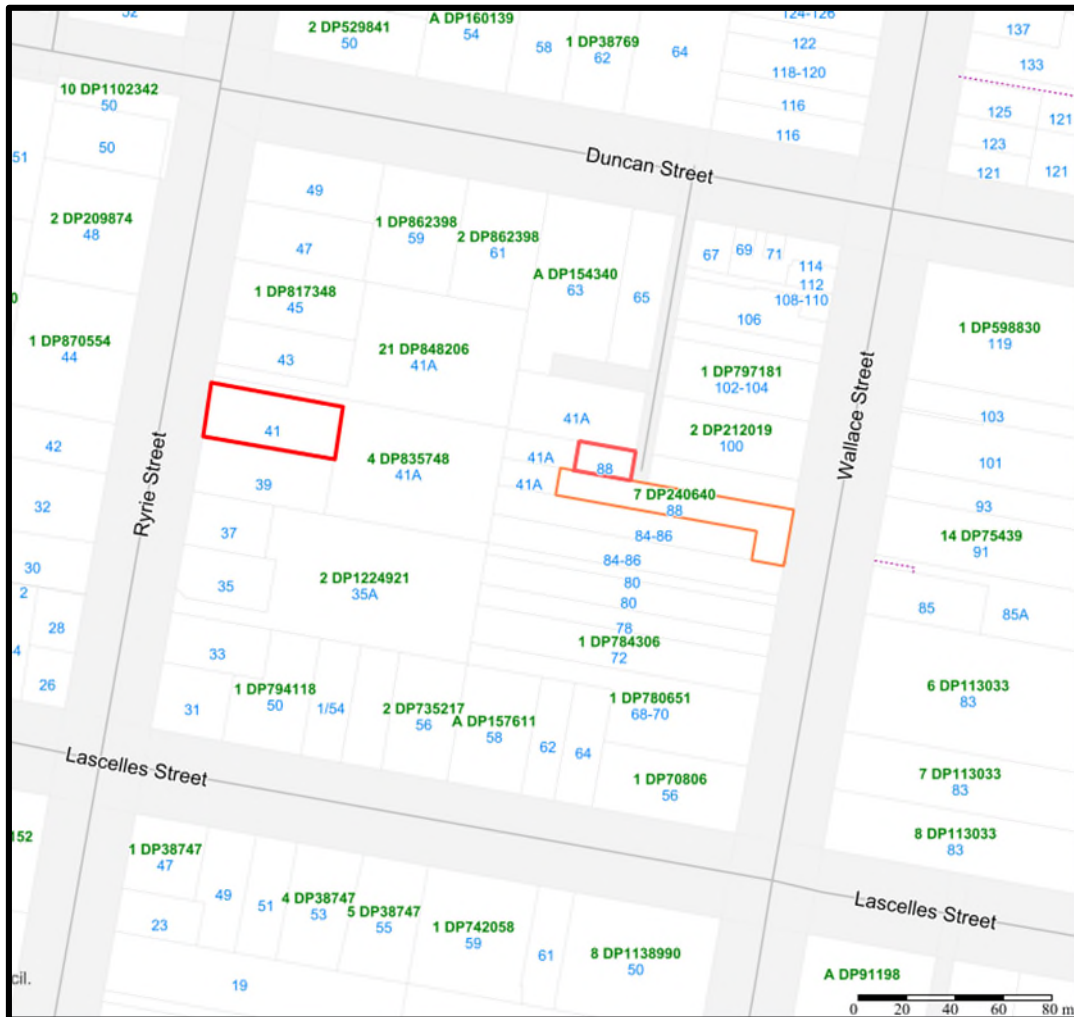 2 DP529841
50
A DP160139
54
58
1 DP38769
62
64
122
118-120
116
116
137
133
125
121
123
121
121
10 DP1102342
50
50
51
2 DP209874
48
1 DP870554
44
42
32
30
2
28
4
26
Duncan Street
49
47
1 DP862398
59
2 DP862398
61
A DP154340
63
65
67
69
71
114
112
108-110
106
1 DP817348
45
43
21 DP848206
41A
1 DP797181
102-104
2 DP212019
100
41
39
4 DP835748
41A
41A
41A
41A
88
7 DP240640
88
84-86
84-86
80
80
78
1 DP784306
72
37
35
2 DP1224921
35A
33
31
1 DP794118
50
1/54
2 DP735217
56
A DP157611
58
62
64
1 DP780651
68-70
1 DP70806
56
Ryrie Street
Wallace Street
1 DP598830
119
103
101
93
14 DP75439
91
85
85A
6 DP113033
83
7 DP113033
83
8 DP113033
83
Lascelles Street
Lascelles Street
152
1 DP38747
47
49
51
4 DP38747
53
5 DP38747
55
1 DP742058
59
61
8 DP1138990
50
23
19
cil.
A DP91198
0 20 40 60 80 m